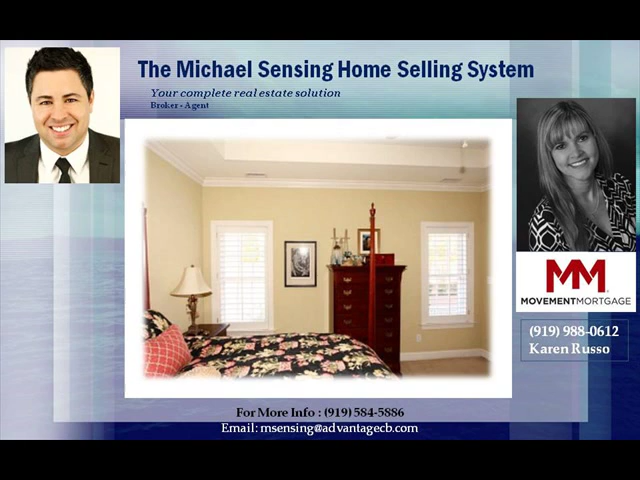 The Michael Sensing Home Selling System
Your complete real estate solution
Broker - Agent
MM
MOVEMENTMORTGAGE
(919) 988-0612
Karen Russo
For More Info : (919) 584-5886
Email: msensing@advantagecb.com